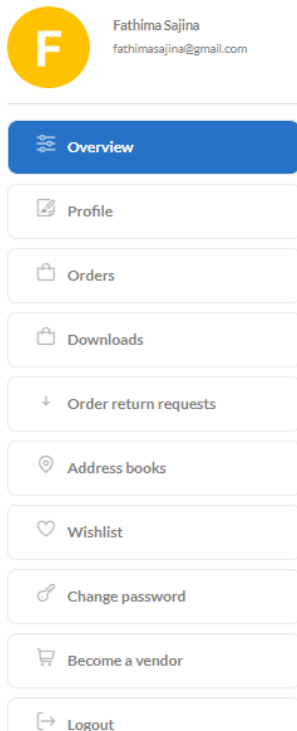 F
Fathima Sajina
fathimasajina@gmail.com
Overview
Profile
Orders
Downloads
Order return requests
Address books
Wishlist
Change password
Become a vendor
Logout